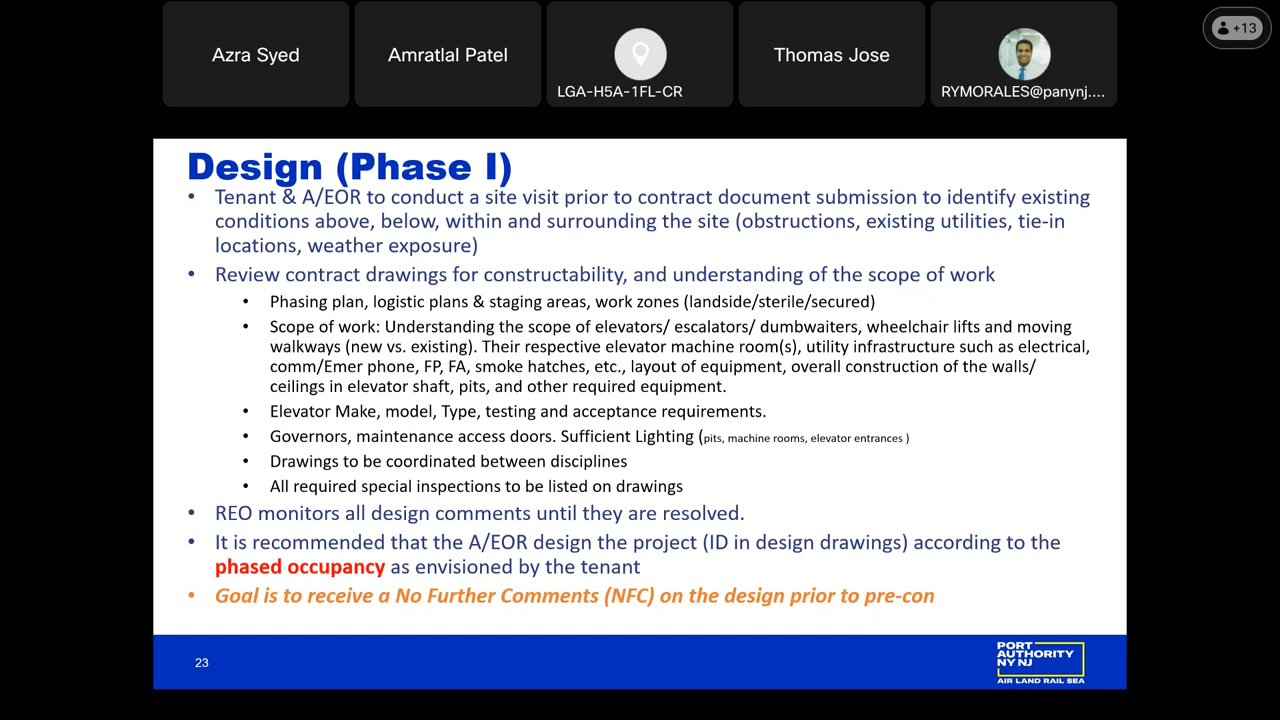 Azra Syed
Amratlal Patel
LGA-H5A-1FL-CR
Thomas Jose
RYMORALES@panynj....
+13
Design (Phase I)
• Tenant & A/EOR to conduct a site visit prior to contract document submission to identify existing
conditions above, below, within and surrounding the site (obstructions, existing utilities, tie-in
locations, weather exposure)
• Review contract drawings for constructability, and understanding of the scope of work
• Phasing plan, logistic plans & staging areas, work zones (landside/sterile/secured)
• Scope of work: Understanding the scope of elevators/ escalators/ dumbwaiters, wheelchair lifts and moving
walkways (new vs. existing). Their respective elevator machine room(s), utility infrastructure such as electrical,
comm/Emer phone, FP, FA, smoke hatches, etc., layout of equipment, overall construction of the walls/
ceilings in elevator shaft, pits, and other required equipment.
• Elevator Make, model, Type, testing and acceptance requirements.
• Governors, maintenance access doors. Sufficient Lighting (pits, machine rooms, elevator entrances )
• Drawings to be coordinated between disciplines
• All required special inspections to be listed on drawings
• REO monitors all design comments until they are resolved.
• It is recommended that the A/EOR design the project (ID in design drawings) according to the
phased occupancy as envisioned by the tenant
• Goal is to receive a No Further Comments (NFC) on the design prior to pre-con
23
PORT
AUTHORITY
NY NJ
AIR LAND RAIL SEA